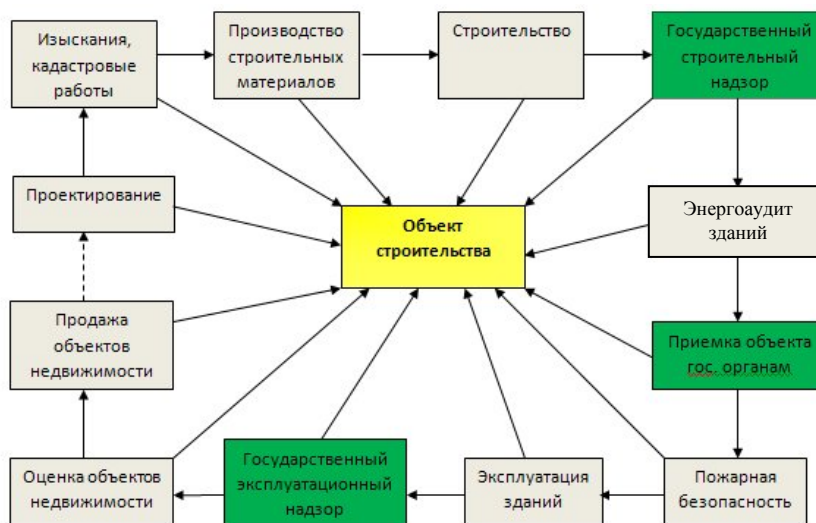 Изыскания,
кадастровые
работы
Производство
строительных
материалов
Строительство
Государственный
строительный
надзор
Проектирование
Объект
строительства
Энергоаудит
зданий
Продажа
объектов
недвижимости
Приемка объекта
гос. органам
Оценка объектов
недвижимости
Государственный
эксплуатационный
надзор
Эксплуатация
зданий
Пожарная
безопасность